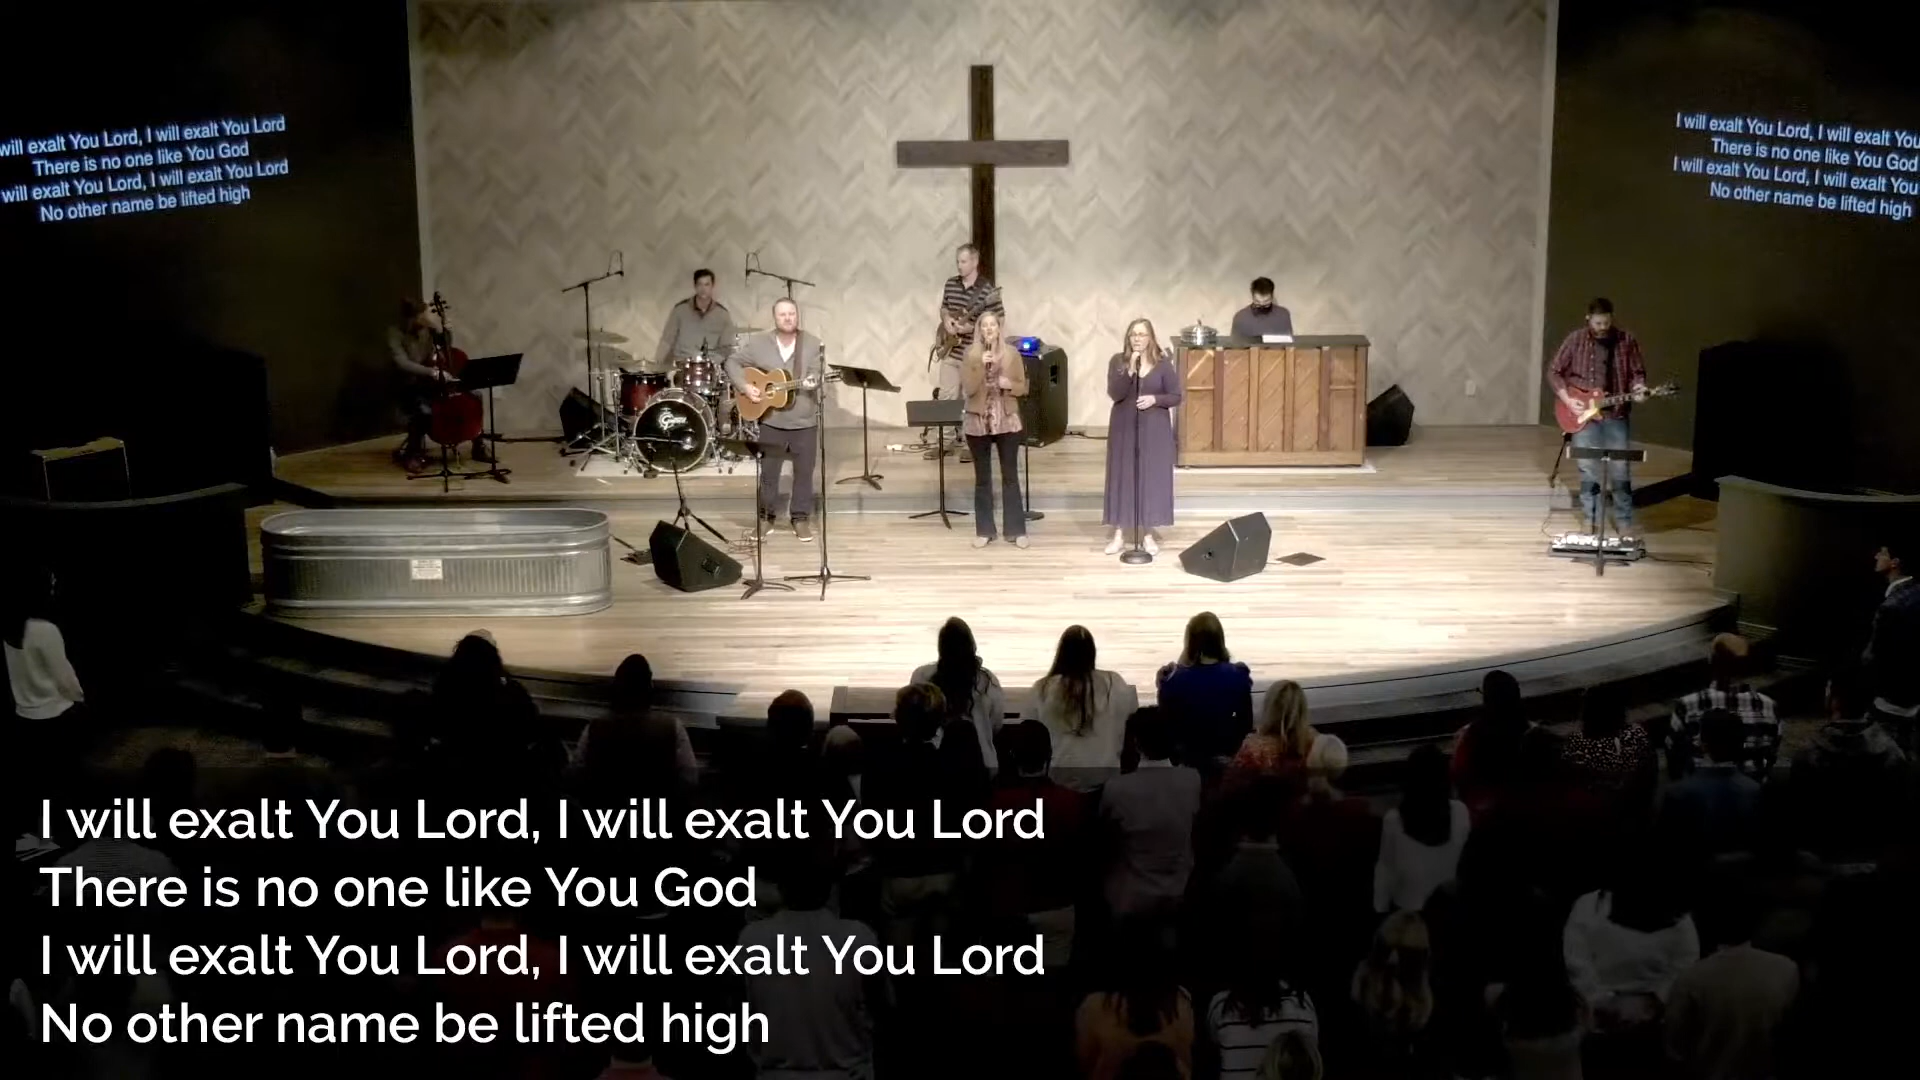 will exalt You Lord, I will exalt You Lord
There is no one like You God
will exalt You Lord, I will exalt You Lord
No other name be lifted high
I will exalt You Lord, I will exalt You
There is no one like You God
I will exalt You Lord, I will exalt You
No other name be lifted high
I will exalt You Lord, I will exalt You Lord
There is no one like You God
I will exalt You Lord, I will exalt You Lord
No other name be lifted high